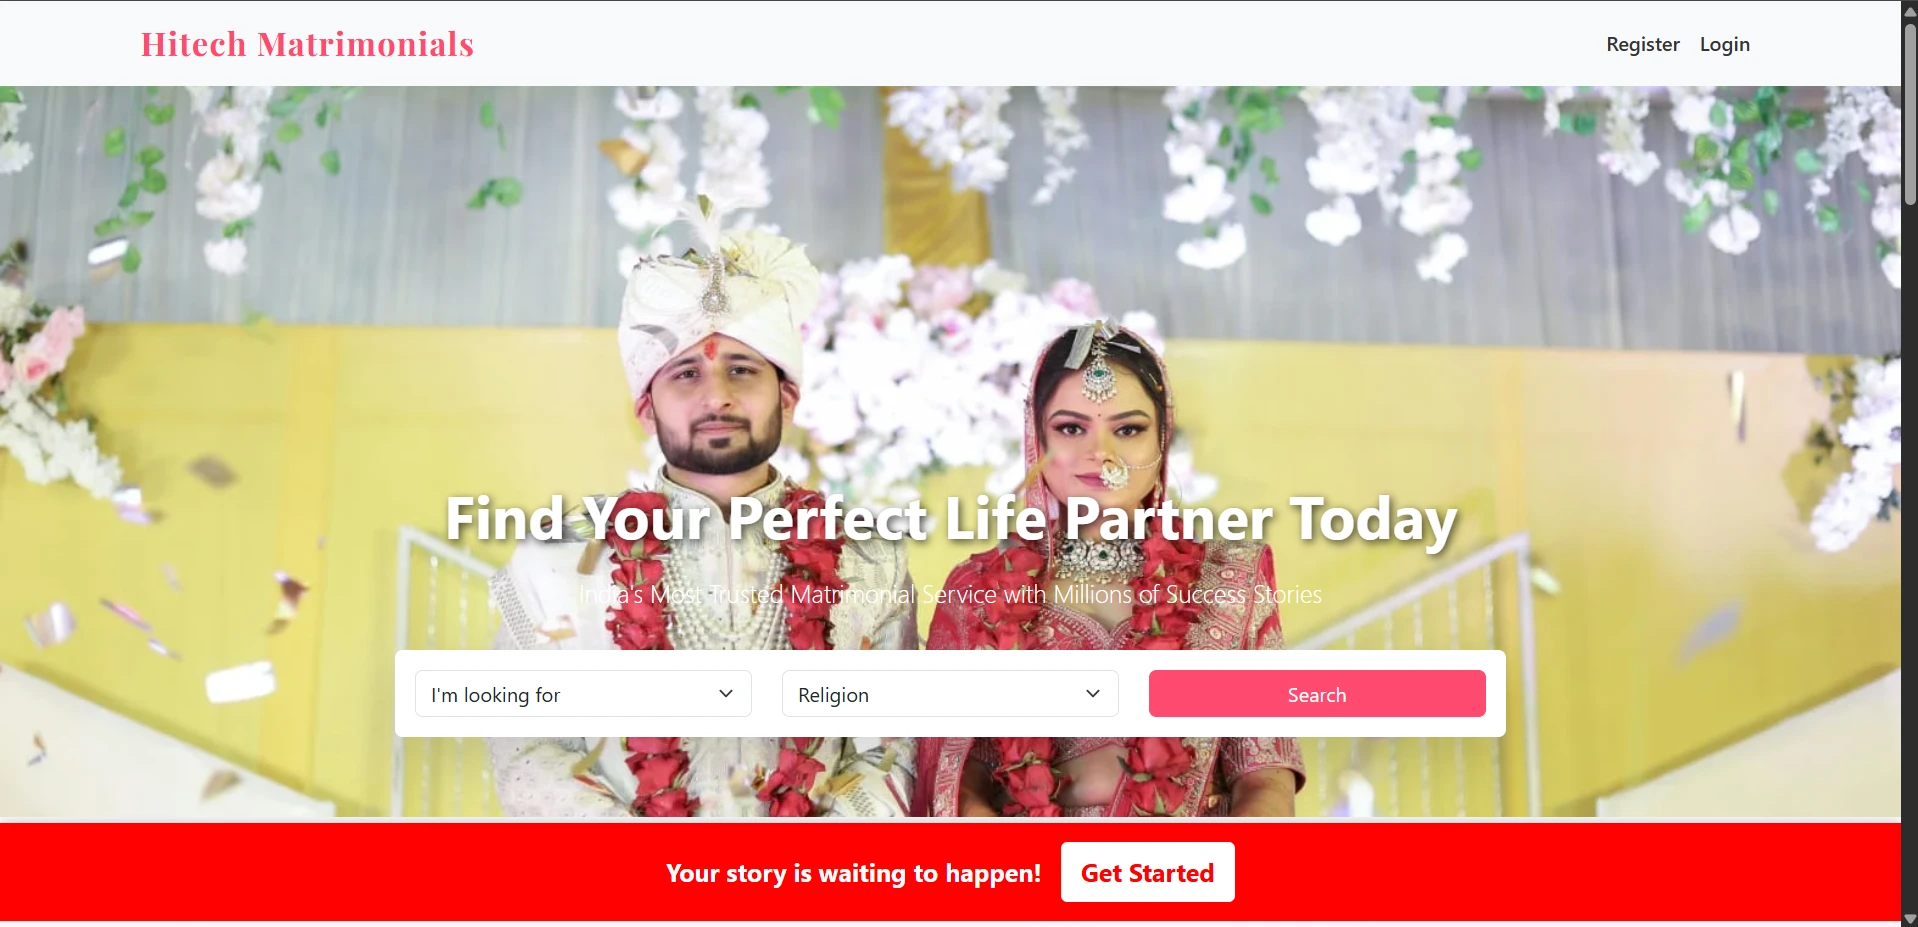 Hitech Matrimonials
Register Login
Find Your Perfect Life Partner Today
India's Most Trusted Matrimonial Service with Millions of Success Stories
I'm looking for
Religion
Search
Your story is waiting to happen!
Get Started